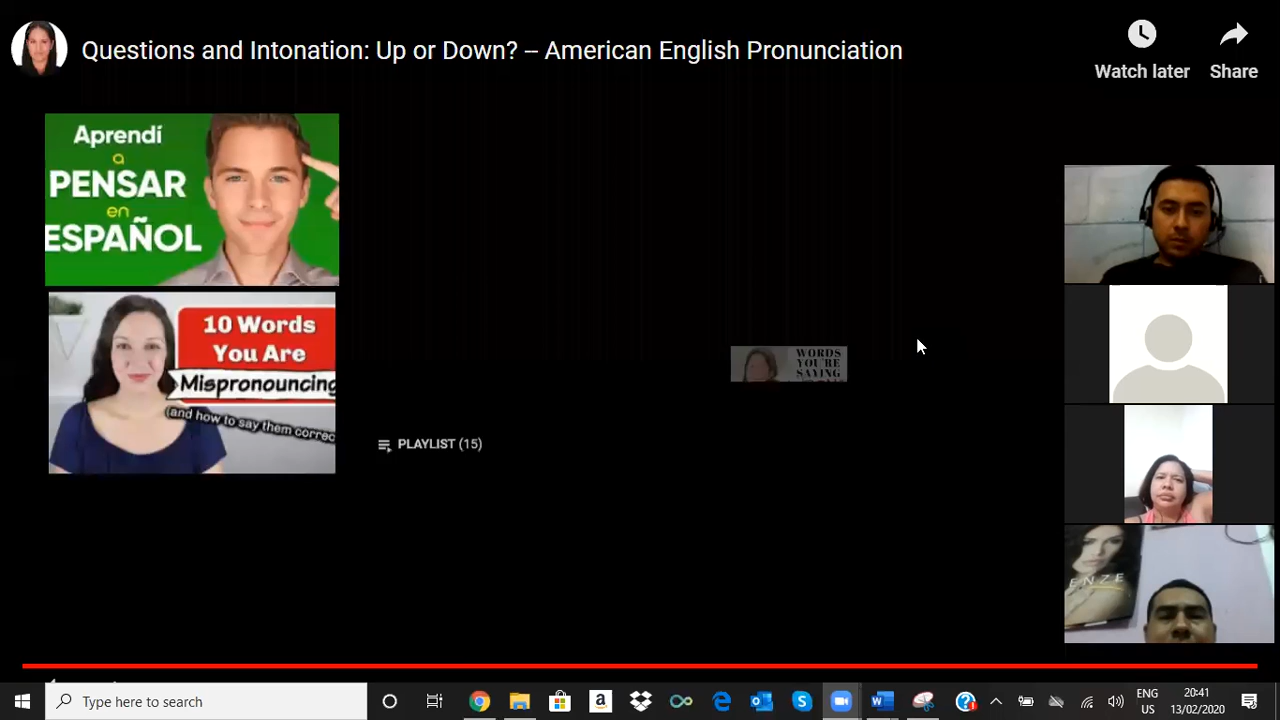 Questions and Intonation: Up or Down? – American English Pronunciation
Watch later
Share
Aprendí
a
PENSAR
en
ESPAÑOL
10 Words
You Are
Mispronouncing
(and how to say them correc
WORDS
YOU'RE
SAYING
PLAYLIST (15)
ENZE
Type here to search
ENG
US
20:41
13/02/2020